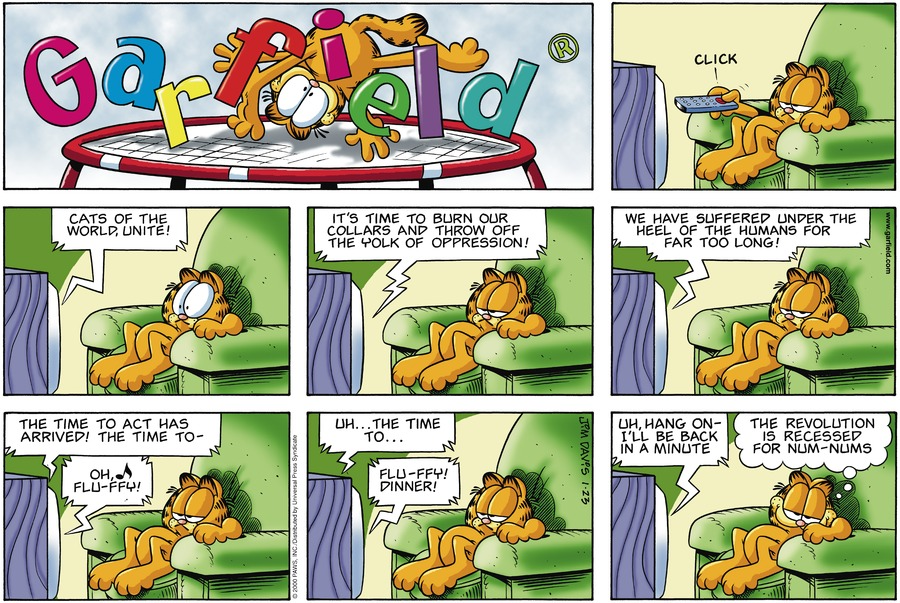 Garfield ®
CLICK
CATS OF THE
WORLD, UNITE!
IT'S TIME TO BURN OUR
COLLARS AND THROW OFF
THE YOLK OF OPPRESSION!
WE HAVE SUFFERED UNDER THE
HEEL OF THE HUMANS FOR
FAR TOO LONG!
www.garfield.com
THE TIME TO ACT HAS
ARRIVED! THE TIME TO-
OH, ♪
FLU-FFY!
© 2000 PAWS, INC./Distributed by Universal Press Syndicate
UH...THE TIME
TO...
FLU-FFY!
DINNER!
JIM DAVIS 1-23
UH, HANG ON-
I'LL BE BACK
IN A MINUTE
THE REVOLUTION
IS RECESSED
FOR NUM-NUMS